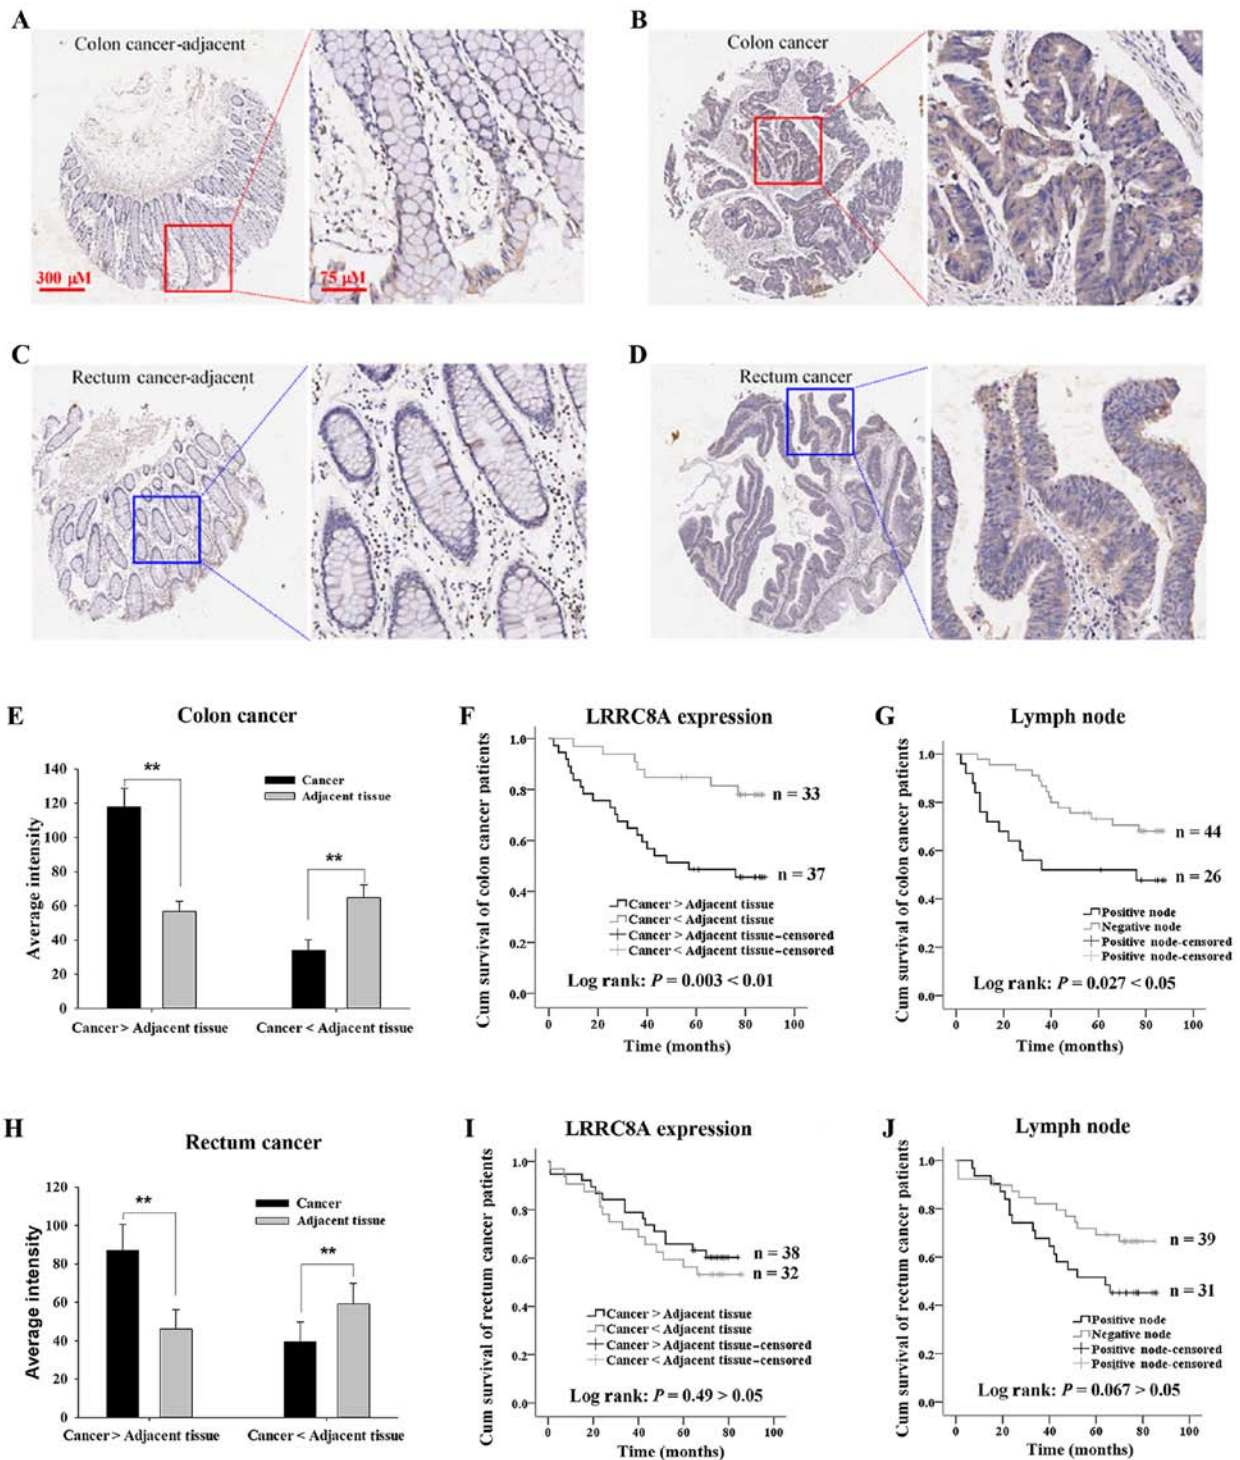 A
Colon cancer-adjacent
300 µM
75 µM
B
Colon cancer
C
Rectum cancer-adjacent
D
Rectum cancer
E
Colon cancer
Average intensity
140
120
100
80
60
40
20
0
**
**
Cancer
Adjacent tissue
Cancer > Adjacent tissue
Cancer < Adjacent tissue
F
LRRC8A expression
Cum survival of colon cancer patients
1.0
0.8
0.6
0.4
0.2
0.0
n = 33
n = 37
Cancer > Adjacent tissue
Cancer < Adjacent tissue
Cancer > Adjacent tissue-censored
Cancer < Adjacent tissue-censored
Log rank: P = 0.003 < 0.01
0 20 40 60 80 100
Time (months)
G
Lymph node
Cum survival of colon cancer patients
1.0
0.8
0.6
0.4
0.2
0.0
n = 44
n = 26
Positive node
Negative node
Positive node-censored
Positive node-censored
Log rank: P = 0.027 < 0.05
0 20 40 60 80 100
Time (months)
H
Rectum cancer
Average intensity
120
100
80
60
40
20
0
**
**
Cancer
Adjacent tissue
Cancer > Adjacent tissue
Cancer < Adjacent tissue
I
LRRC8A expression
Cum survival of rectum cancer patients
1.0
0.8
0.6
0.4
0.2
0.0
n = 38
n = 32
Cancer > Adjacent tissue
Cancer < Adjacent tissue
Cancer > Adjacent tissue-censored
Cancer < Adjacent tissue-censored
Log rank: P = 0.49 > 0.05
0 20 40 60 80 100
Time (months)
J
Lymph node
Cum survival of rectum cancer patients
1.0
0.8
0.6
0.4
0.2
0.0
n = 39
n = 31
Positive node
Negative node
Positive node-censored
Positive node-censored
Log rank: P = 0.067 > 0.05
0 20 40 60 80 100
Time (months)